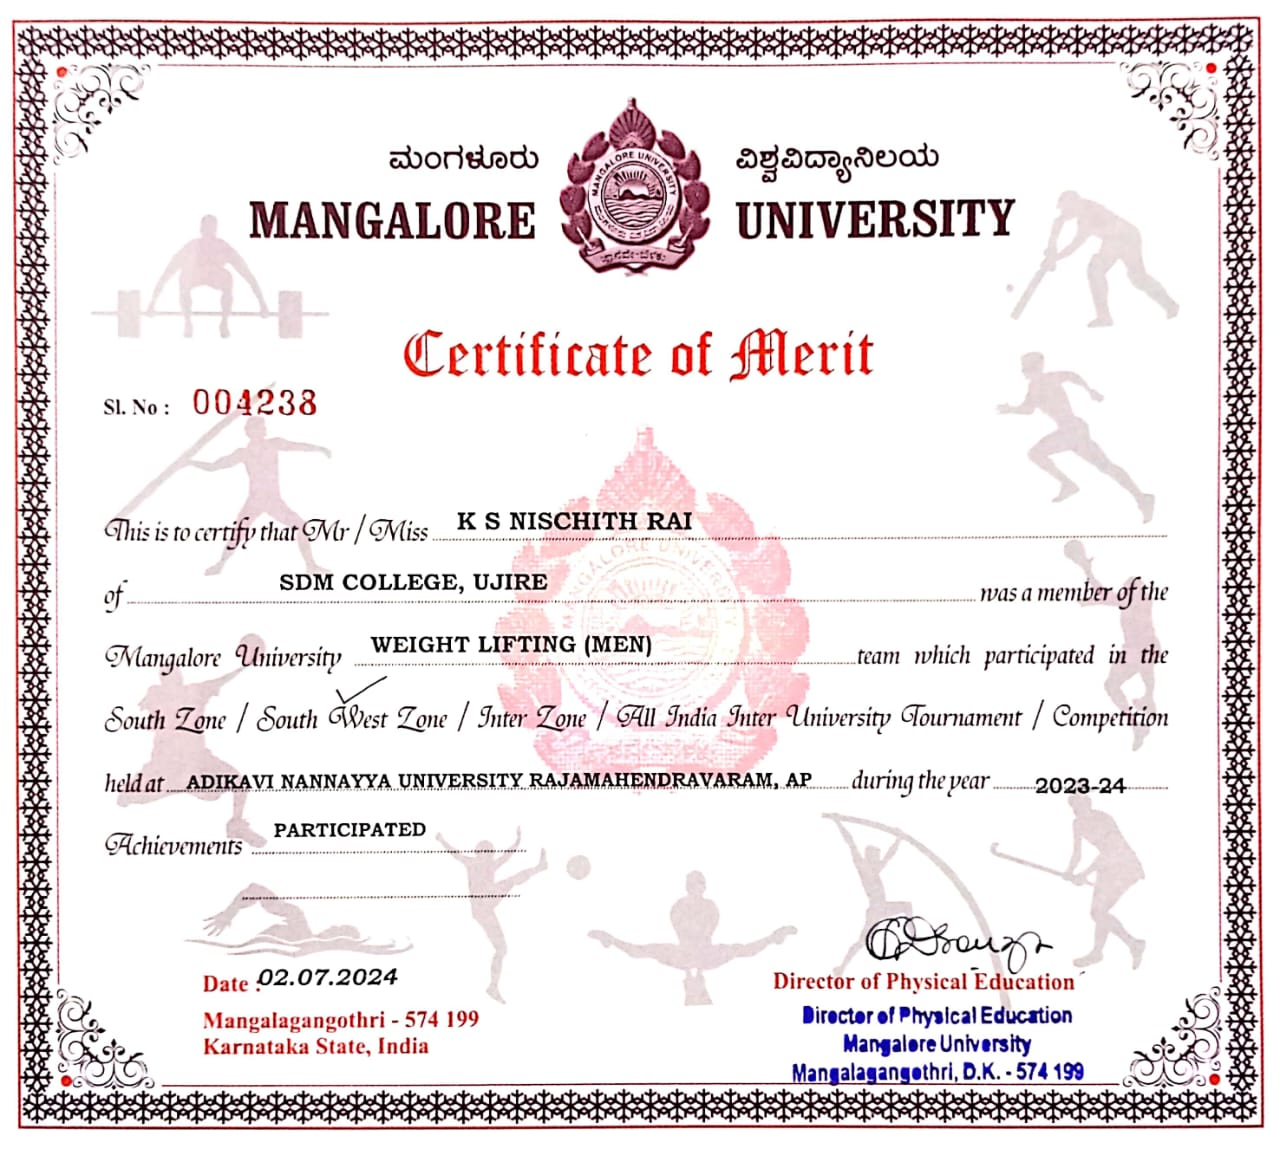 ಮಂಗಳೂರು ವಿಶ್ವವಿದ್ಯಾನಿಲಯ
MANGALORE UNIVERSITY
MANGALORE UNIVERSITY
Certificate of Merit
Sl. No : 004238
This is to certify that Mr / Miss K S NISCHITH RAI
of SDM COLLEGE, UJIRE was a member of the
Mangalore University WEIGHT LIFTING (MEN) team which participated in the
South Zone / South West Zone / Inter Zone / All India Inter University Tournament / Competition
held at ADIKAVI NANNAYYA UNIVERSITY RAJAMAHENDRAVARAM, AP during the year 2023-24
Achievements PARTICIPATED
Date : 02.07.2024
Mangalagangothri - 574 199
Karnataka State, India
Director of Physical Education
Director of Physical Education
Mangalore University
Mangalagangothri, D.K. - 574 199